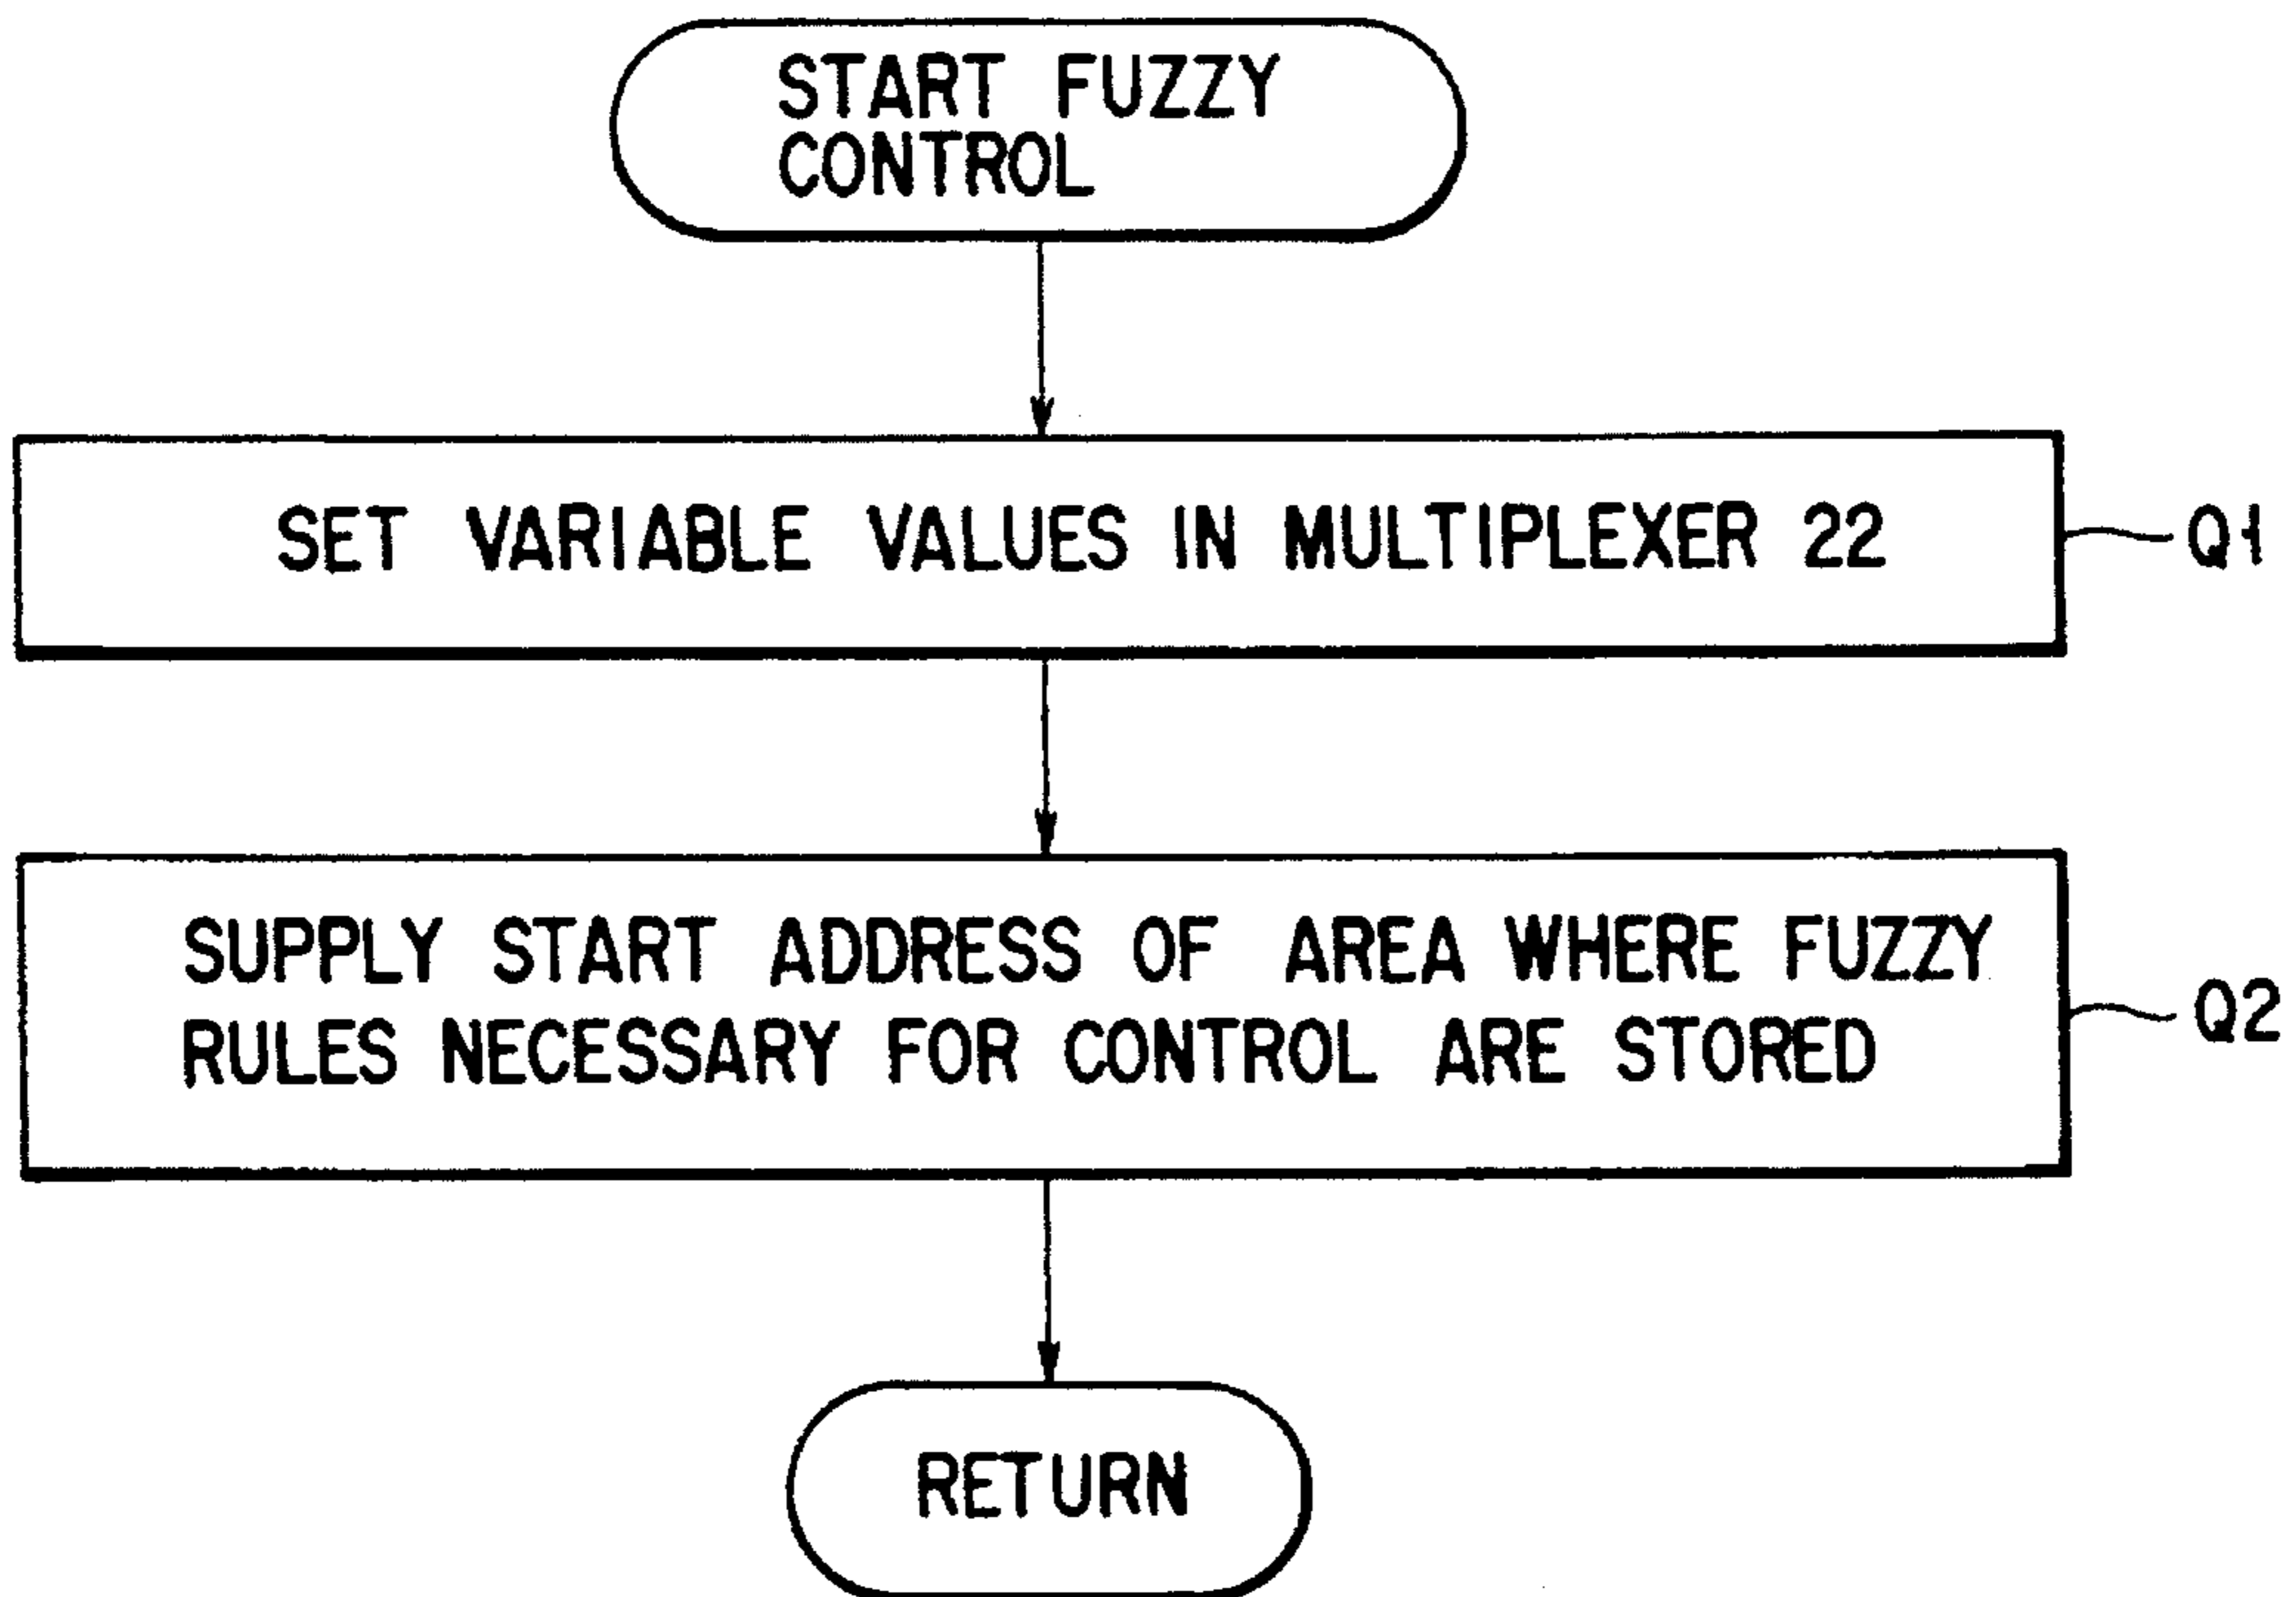 START FUZZY
CONTROL
SET VARIABLE VALUES IN MULTIPLEXER 22
Q1
SUPPLY START ADDRESS OF AREA WHERE FUZZY
RULES NECESSARY FOR CONTROL ARE STORED
Q2
RETURN